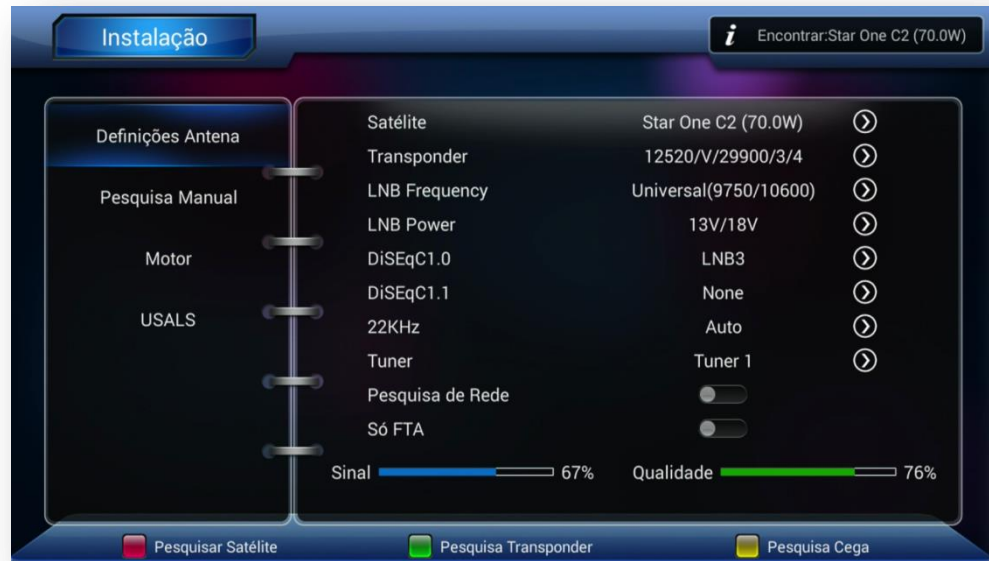 Instalação
Encontrar:Star One C2 (70.0W)
Definições Antena
Pesquisa Manual
Motor
USALS
Satélite Star One C2 (70.0W)
Transponder 12520/V/29900/3/4
LNB Frequency Universal(9750/10600)
LNB Power 13V/18V
DiSEqC1.0 LNB3
DiSEqC1.1 None
22KHz Auto
Tuner Tuner 1
Pesquisa de Rede
Só FTA
Sinal 67% Qualidade 76%
Pesquisar Satélite Pesquisa Transponder Pesquisa Cega